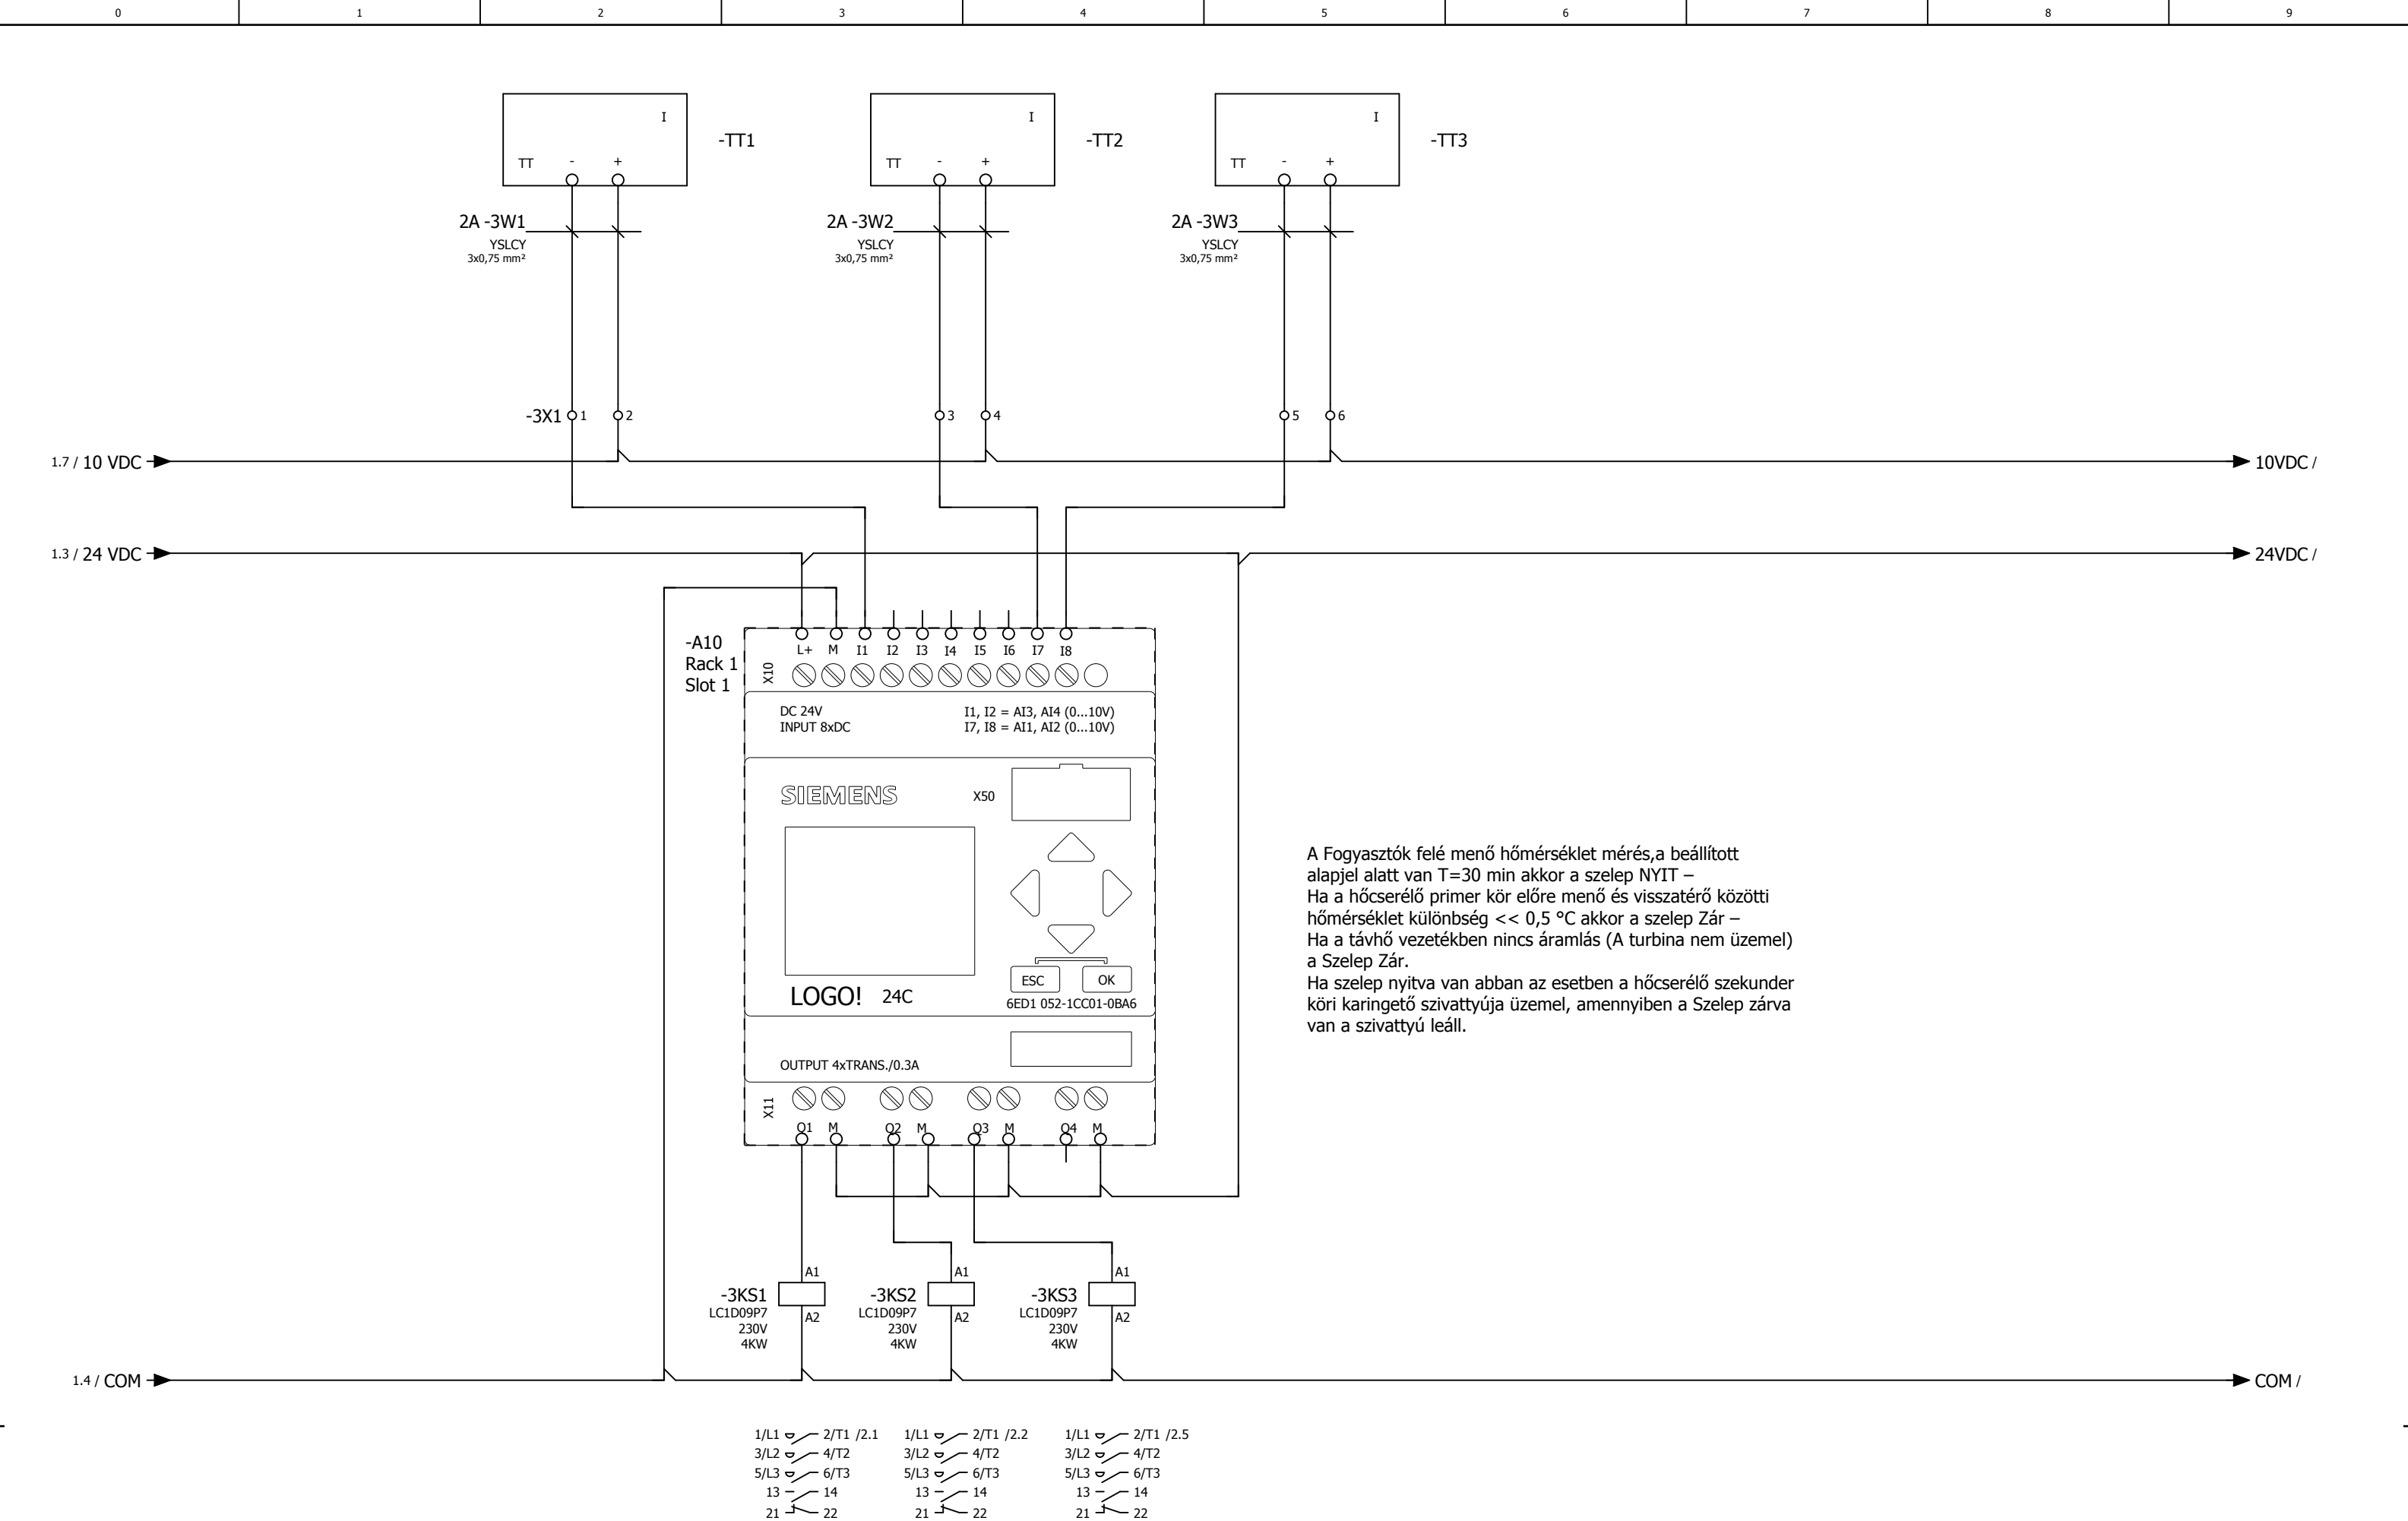 0 1 2 3 4 5 6 7 8 9
I I I
-TT1 -TT2 -TT3
TT - + TT - + TT - +
2A -3W1 2A -3W2 2A -3W3
YSLCY YSLCY YSLCY
3x0,75 mm² 3x0,75 mm² 3x0,75 mm²
-3X1 1 2 3 4 5 6
1.7 / 10 VDC 10VDC /
1.3 / 24 VDC 24VDC /
-A10
Rack 1
Slot 1
L+ M I1 I2 I3 I4 I5 I6 I7 I8
X10
DC 24V I1, I2 = AI3, AI4 (0...10V)
INPUT 8xDC I7, I8 = AI1, AI2 (0...10V)
SIEMENS X50
ESC OK
LOGO! 24C
6ED1 052-1CC01-0BA6
OUTPUT 4xTRANS./0.3A
X11
Q1 M Q2 M Q3 M Q4 M
A Fogyasztók felé menő hőmérséklet mérés,a beállított
alapjel alatt van T=30 min akkor a szelep NYIT –
Ha a hőcserélő primer kör előre menő és visszatérő közötti
hőmérséklet különbség << 0,5 °C akkor a szelep Zár –
Ha a távhő vezetékben nincs áramlás (A turbina nem üzemel)
a Szelep Zár.
Ha szelep nyitva van abban az esetben a hőcserélő szekunder
köri karingető szivattyúja üzemel, amennyiben a Szelep zárva
van a szivattyú leáll.
A1 A1 A1
-3KS1 -3KS2 -3KS3
LC1D09P7 A2 LC1D09P7 A2 LC1D09P7 A2
230V 230V 230V
4KW 4KW 4KW
1.4 / COM COM /
1/L1 2/T1 /2.1 1/L1 2/T1 /2.2 1/L1 2/T1 /2.5
3/L2 4/T2 3/L2 4/T2 3/L2 4/T2
5/L3 6/T3 5/L3 6/T3 5/L3 6/T3
13 14 13 14 13 14
21 22 21 22 21 22